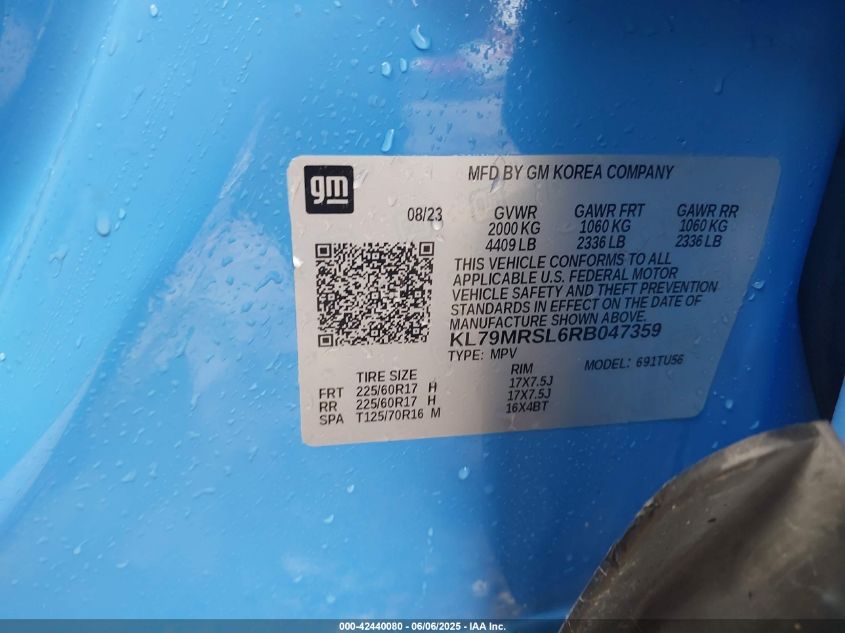 gm
MFD BY GM KOREA COMPANY
08/23 GVWR GAWR FRT GAWR RR
2000 KG 1060 KG 1060 KG
4409 LB 2336 LB 2336 LB
THIS VEHICLE CONFORMS TO ALL
APPLICABLE U.S. FEDERAL MOTOR
VEHICLE SAFETY AND THEFT PREVENTION
STANDARDS IN EFFECT ON THE DATE OF
MANUFACTURE SHOWN ABOVE.
KL79MRSL6RB047359
TYPE: MPV MODEL: 691TU56
TIRE SIZE RIM
FRT 225/60R17 H 17X7.5J
RR 225/60R17 H 17X7.5J
SPA T125/70R16 M 16X4BT
000-42440080 - 06/06/2025 - IAA Inc.